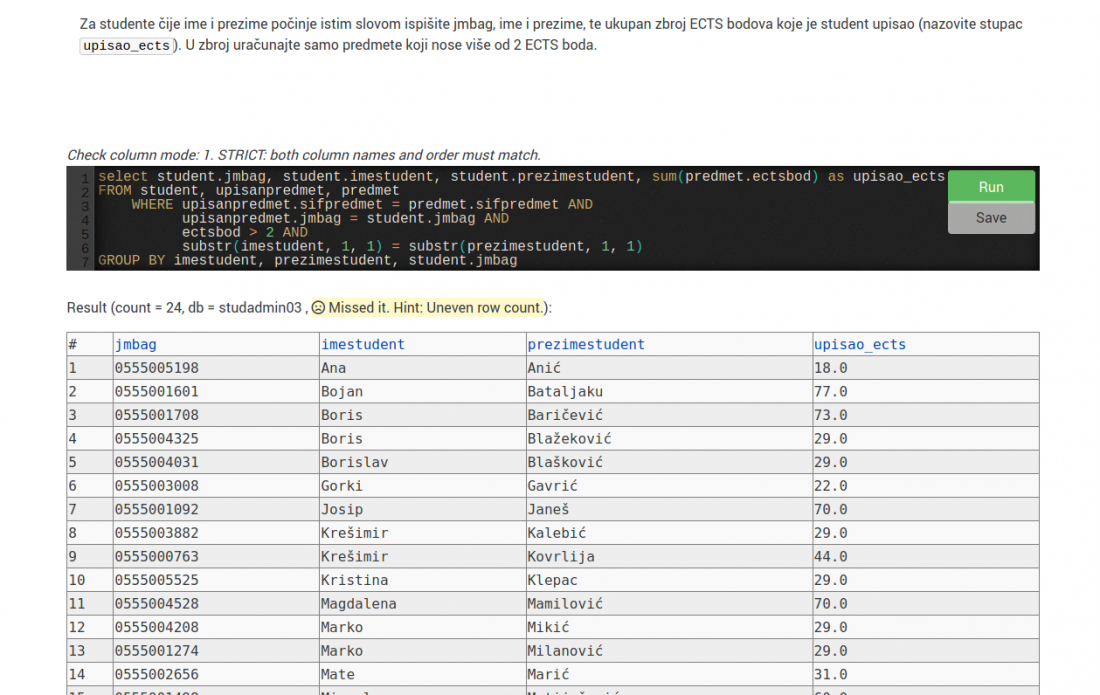 Za studente čije ime i prezime počinje istim slovom ispišite jmbag, ime i prezime, te ukupan zbroj ECTS bodova koje je student upisao (nazovite stupac
upisao_ects). U zbroj uračunajte samo predmete koji nose više od 2 ECTS boda.
Check column mode: 1. STRICT: both column names and order must match.
1 select student.jmbag, student.imestudent, student.prezimestudent, sum(predmet.ectsbod) as upisao_ects
2 FROM student, upisanpredmet, predmet
3 WHERE upisanpredmet.sifpredmet = predmet.sifpredmet AND
4 upisanpredmet.jmbag = student.jmbag AND
5 ectsbod > 2 AND
6 substr(imestudent, 1, 1) = substr(prezimestudent, 1, 1)
7 GROUP BY imestudent, prezimestudent, student.jmbag
Run
Save
Result (count = 24, db = studadmin03 , ☹ Missed it. Hint: Uneven row count.):
# jmbag imestudent prezimestudent upisao_ects
1 0555005198 Ana Anić 18.0
2 0555001601 Bojan Bataljaku 77.0
3 0555001708 Boris Baričević 73.0
4 0555004325 Boris Blažeković 29.0
5 0555004031 Borislav Blašković 29.0
6 0555003008 Gorki Gavrić 22.0
7 0555001092 Josip Janeš 70.0
8 0555003882 Krešimir Kalebić 29.0
9 0555000763 Krešimir Kovrlija 44.0
10 0555005525 Kristina Klepac 29.0
11 0555004528 Magdalena Mamilović 70.0
12 0555004208 Marko Mikić 29.0
13 0555001274 Marko Milanović 29.0
14 0555002656 Mate Marić 31.0